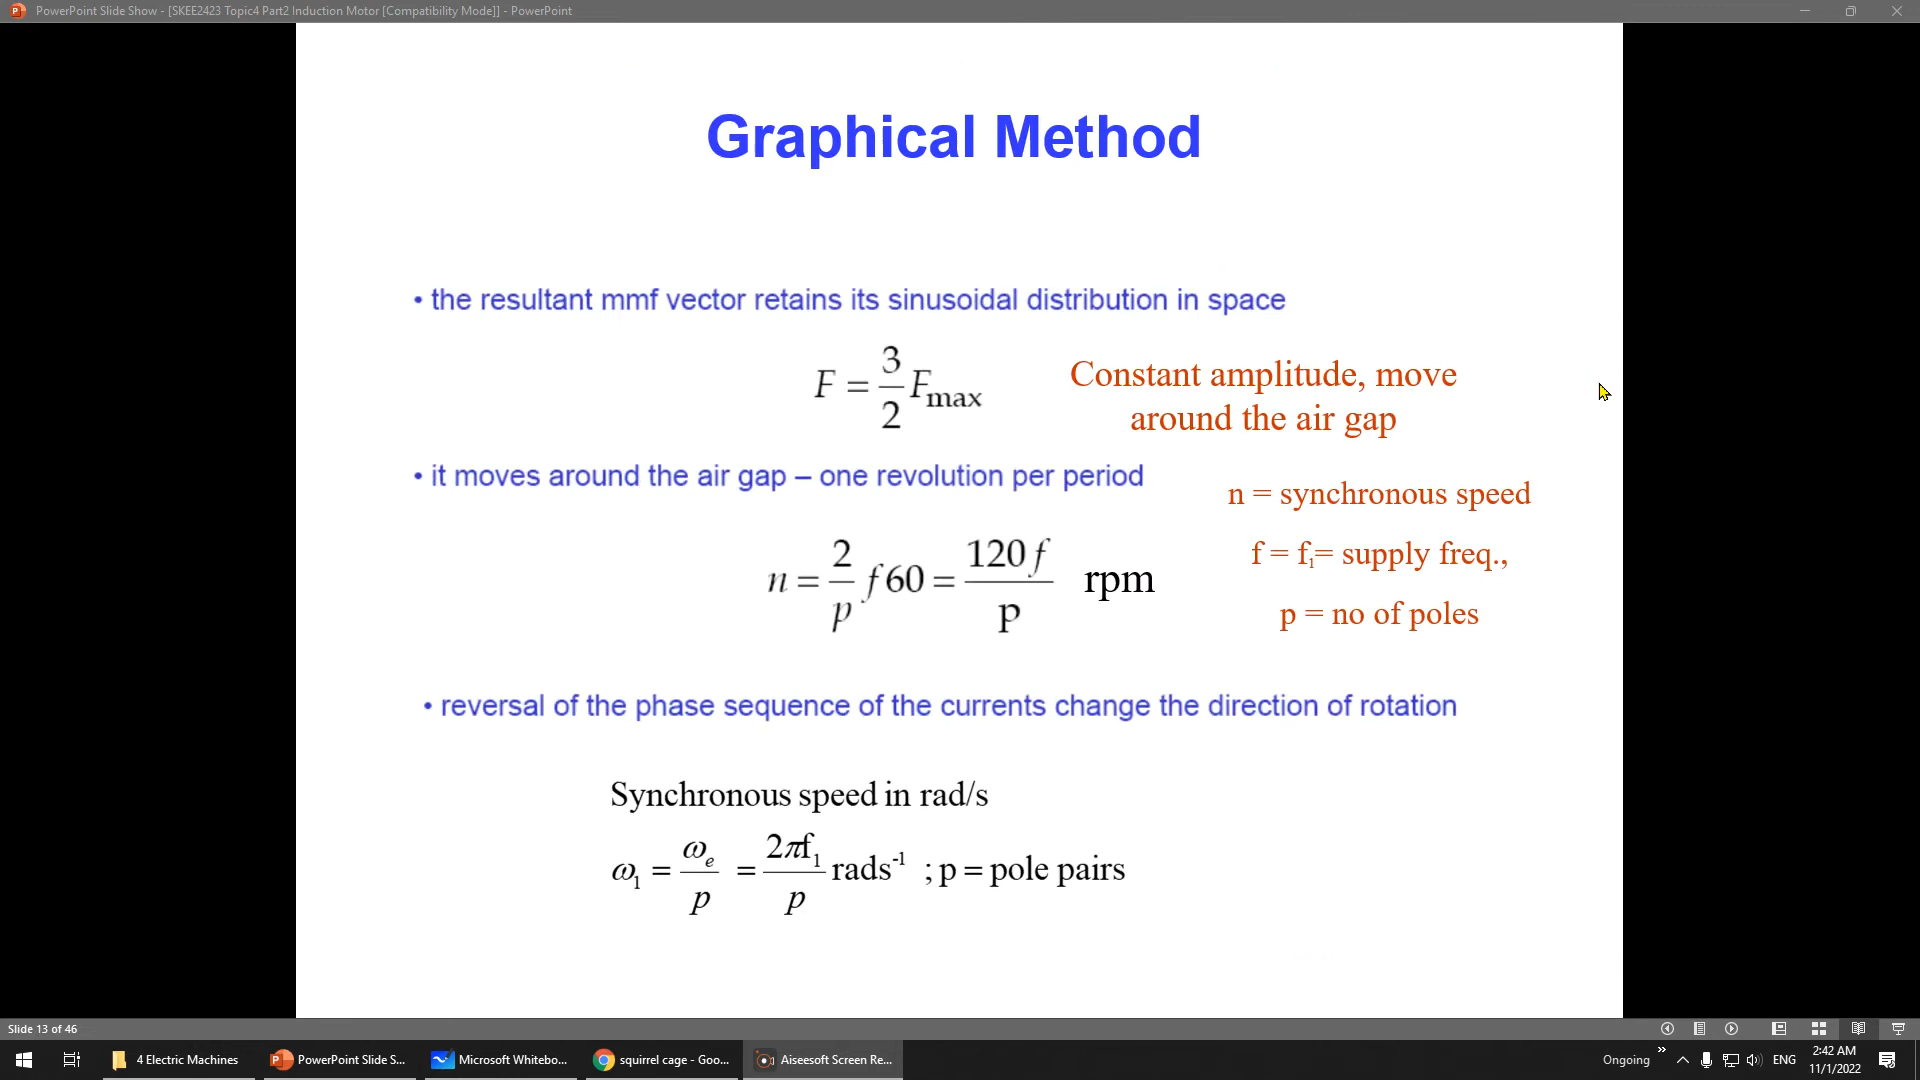 PowerPoint Slide Show - [SKEE2423 Topic4 Part2 Induction Motor [Compatibility Mode]] - PowerPoint
Graphical Method
• the resultant mmf vector retains its sinusoidal distribution in space
F = 3/2 Fmax
Constant amplitude, move
around the air gap
• it moves around the air gap – one revolution per period
n = synchronous speed
n = 2/p f60 = 120f/p rpm
f = f₁= supply freq.,
p = no of poles
• reversal of the phase sequence of the currents change the direction of rotation
Synchronous speed in rad/s
ω₁ = ωₑ/p = 2πf₁/p rads⁻¹ ; p = pole pairs
Slide 13 of 46
4 Electric Machines
PowerPoint Slide S...
Microsoft Whitebo...
squirrel cage - Goo...
Aiseesoft Screen Re...
Ongoing
ENG
2:42 AM
11/1/2022